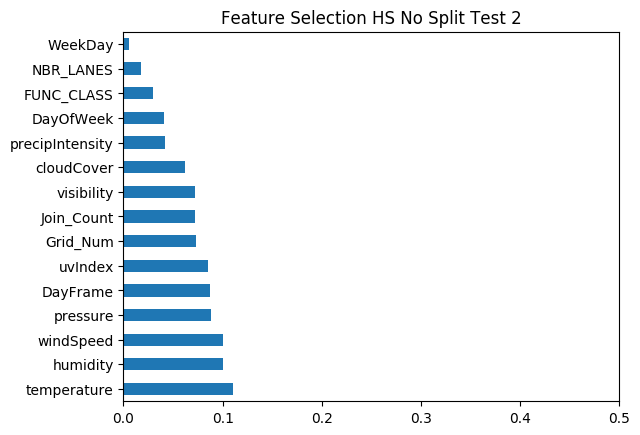 Feature Selection HS No Split Test 2
WeekDay
NBR_LANES
FUNC_CLASS
DayOfWeek
precipIntensity
cloudCover
visibility
Join_Count
Grid_Num
uvIndex
DayFrame
pressure
windSpeed
humidity
temperature
0.0 0.1 0.2 0.3 0.4 0.5